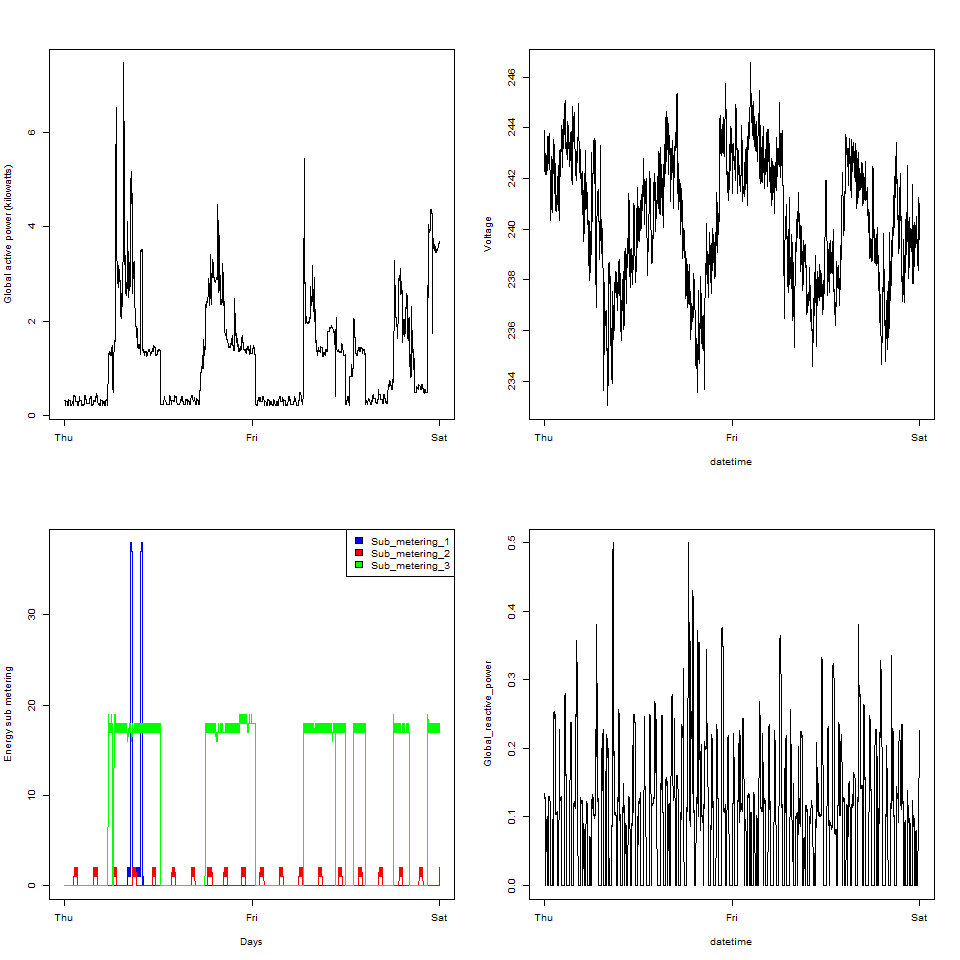 Global active power (kilowatts)
6
4
2
0
Thu
Fri
Sat
Voltage
246
244
242
240
238
236
234
Thu
Fri
Sat
datetime
Energy sub metering
30
20
10
0
Sub_metering_1
Sub_metering_2
Sub_metering_3
Thu
Fri
Sat
Days
Global_reactive_power
0.5
0.4
0.3
0.2
0.1
0.0
Thu
Fri
Sat
datetime